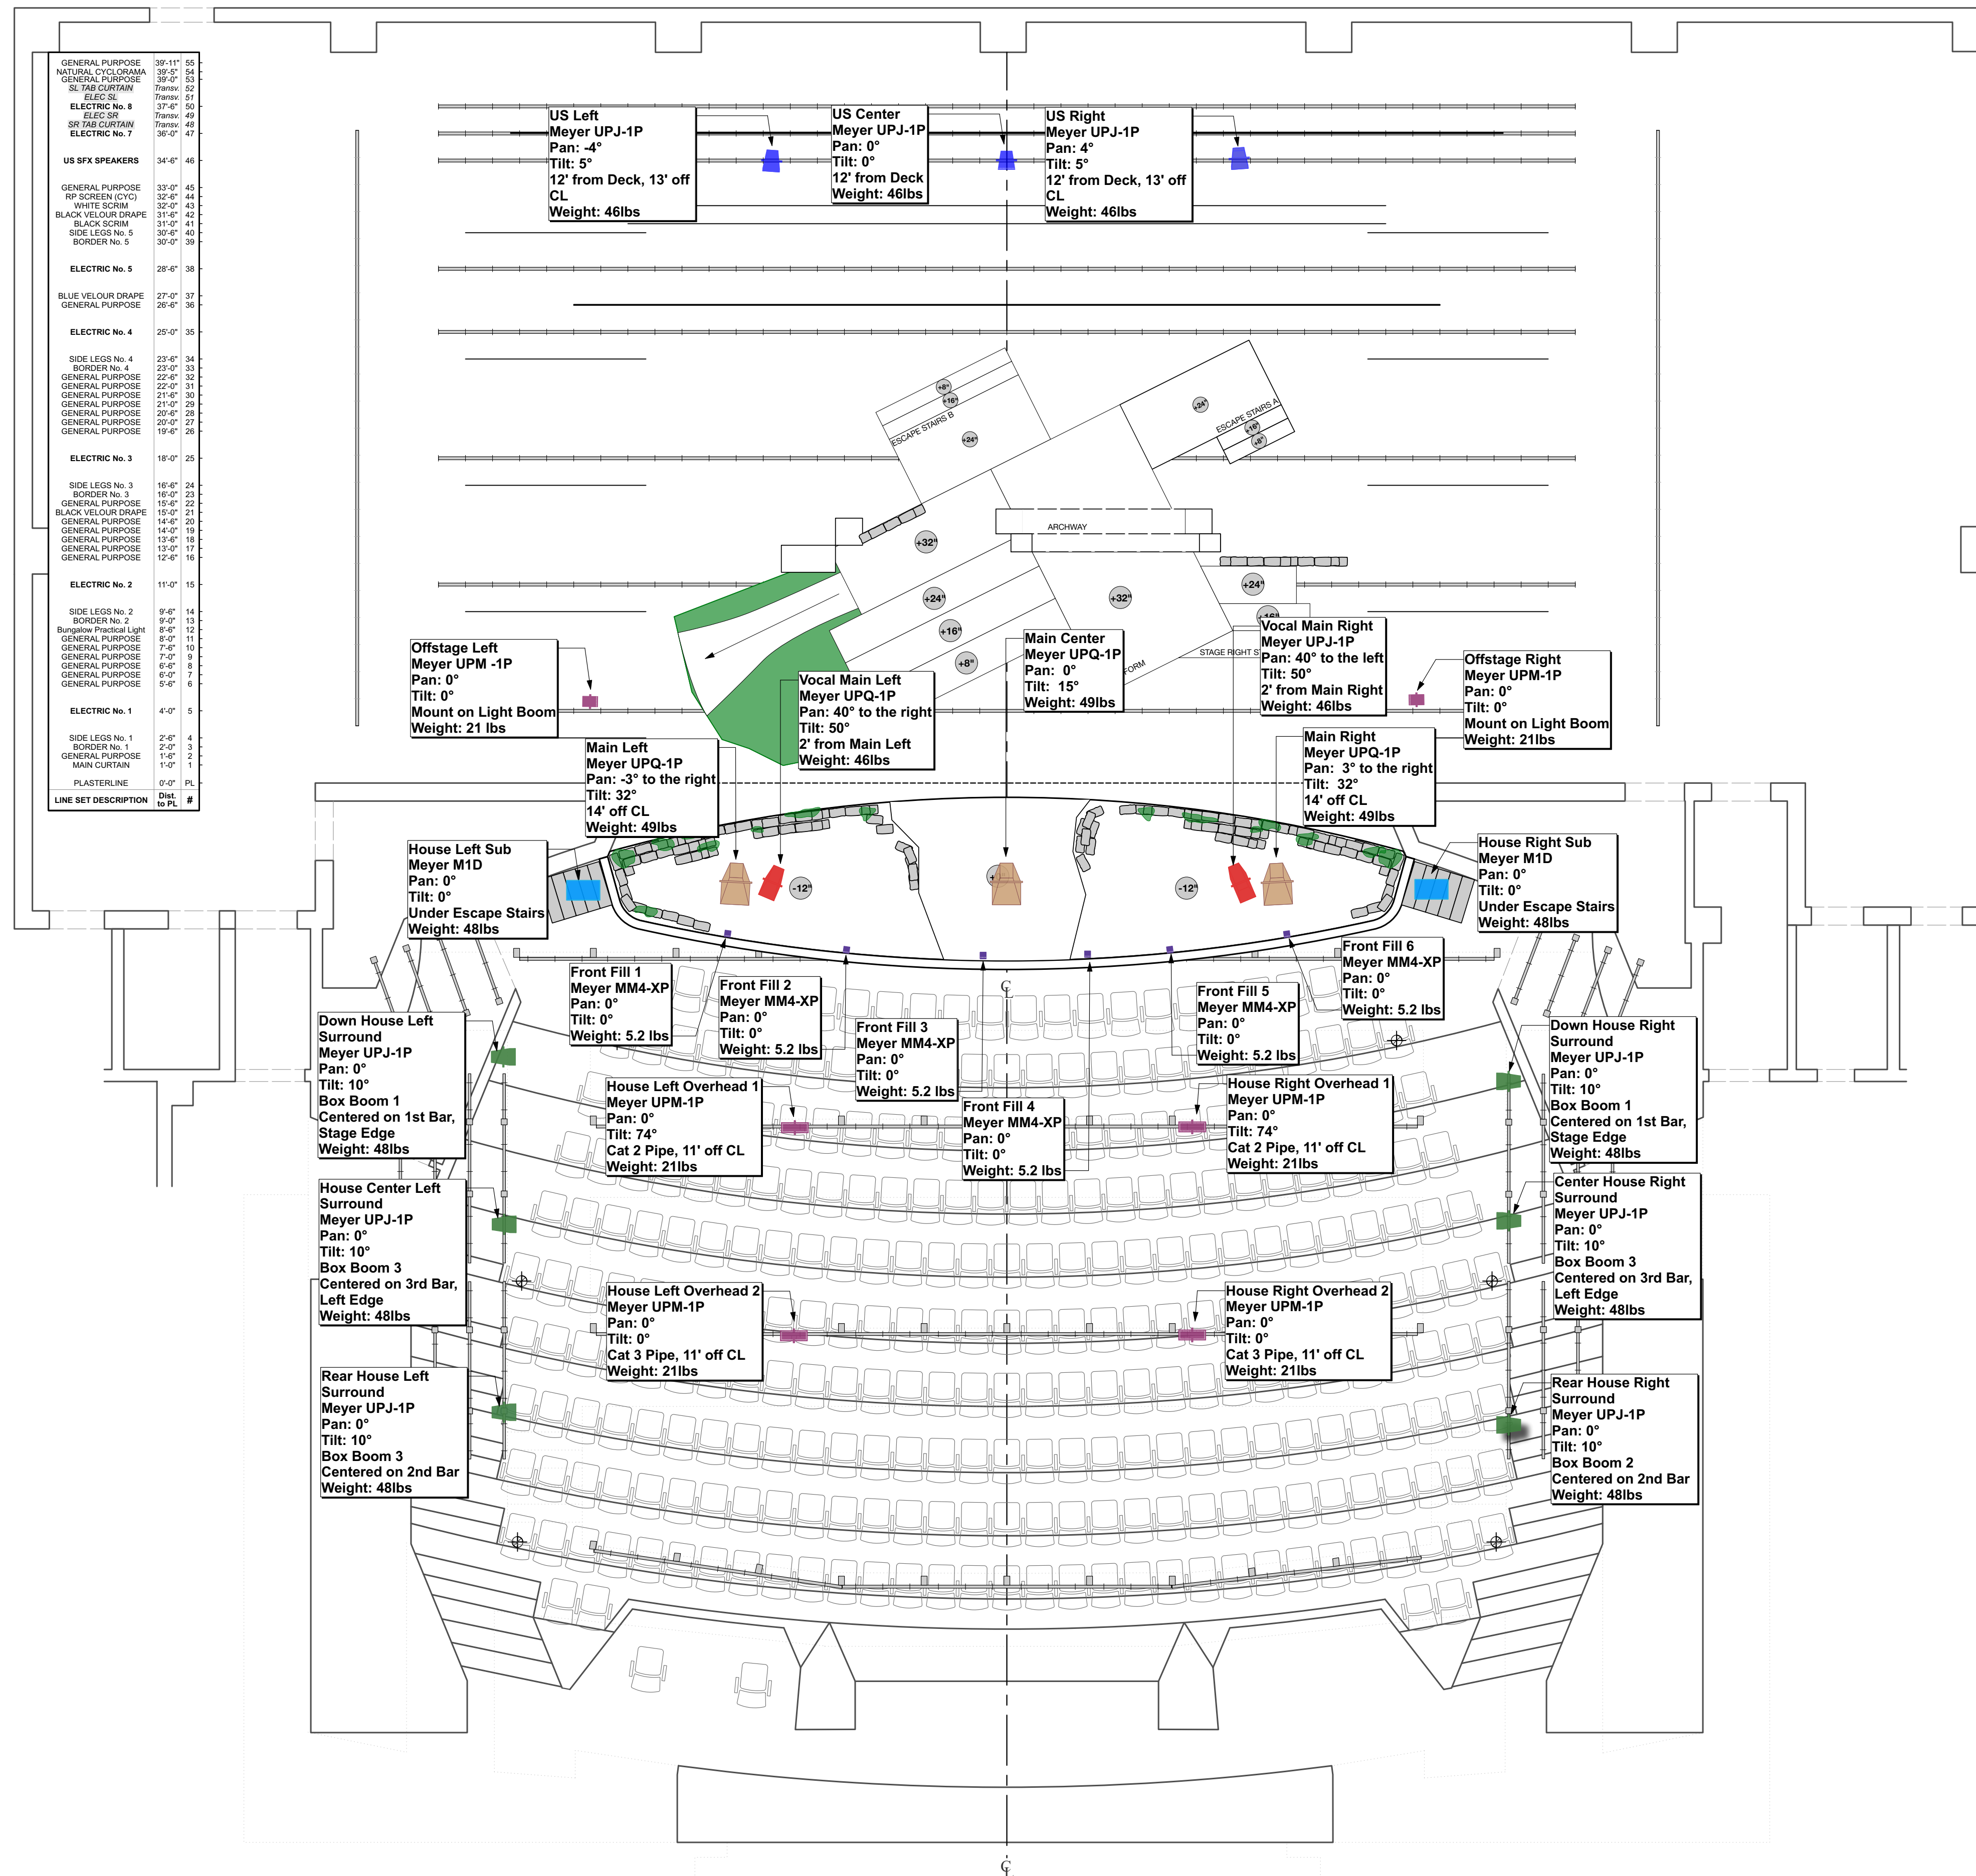 GENERAL PURPOSE 39'-11" 55
NATURAL CYCLORAMA 39'-5" 54
GENERAL PURPOSE 39'-0" 53
SL TAB CURTAIN Transv. 52
ELEC SL Transv. 51
ELECTRIC No. 8 37'-6" 50
ELEC SR Transv. 49
SR TAB CURTAIN Transv. 48
ELECTRIC No. 7 36'-0" 47
US SFX SPEAKERS 34'-6" 46
GENERAL PURPOSE 33'-0" 45
RP SCREEN (CYC) 32'-6" 44
WHITE SCRIM 32'-0" 43
BLACK VELOUR DRAPE 31'-6" 42
BLACK SCRIM 31'-0" 41
SIDE LEGS No. 5 30'-6" 40
BORDER No. 5 30'-0" 39
ELECTRIC No. 5 28'-6" 38
BLUE VELOUR DRAPE 27'-0" 37
GENERAL PURPOSE 26'-6" 36
ELECTRIC No. 4 25'-0" 35
SIDE LEGS No. 4 23'-6" 34
BORDER No. 4 23'-0" 33
GENERAL PURPOSE 22'-6" 32
GENERAL PURPOSE 22'-0" 31
GENERAL PURPOSE 21'-6" 30
GENERAL PURPOSE 21'-0" 29
GENERAL PURPOSE 20'-6" 28
GENERAL PURPOSE 20'-0" 27
GENERAL PURPOSE 19'-6" 26
ELECTRIC No. 3 18'-0" 25
SIDE LEGS No. 3 16'-6" 24
BORDER No. 3 16'-0" 23
GENERAL PURPOSE 15'-6" 22
BLACK VELOUR DRAPE 15'-0" 21
GENERAL PURPOSE 14'-6" 20
GENERAL PURPOSE 14'-0" 19
GENERAL PURPOSE 13'-6" 18
GENERAL PURPOSE 13'-0" 17
GENERAL PURPOSE 12'-6" 16
ELECTRIC No. 2 11'-0" 15
SIDE LEGS No. 2 9'-6" 14
BORDER No. 2 9'-0" 13
Bungalow Practical Light 8'-6" 12
GENERAL PURPOSE 8'-0" 11
GENERAL PURPOSE 7'-6" 10
GENERAL PURPOSE 7'-0" 9
GENERAL PURPOSE 6'-6" 8
GENERAL PURPOSE 6'-0" 7
GENERAL PURPOSE 5'-6" 6
ELECTRIC No. 1 4'-0" 5
SIDE LEGS No. 1 2'-6" 4
BORDER No. 1 2'-0" 3
GENERAL PURPOSE 1'-6" 2
MAIN CURTAIN 1'-0" 1
PLASTERLINE 0'-0" PL
LINE SET DESCRIPTION Dist. to PL #
US Left
Meyer UPJ-1P
Pan: -4°
Tilt: 5°
12' from Deck, 13' off
CL
Weight: 46lbs
US Center
Meyer UPJ-1P
Pan: 0°
Tilt: 0°
12' from Deck
Weight: 46lbs
US Right
Meyer UPJ-1P
Pan: 4°
Tilt: 5°
12' from Deck, 13' off
CL
Weight: 46lbs
+8"
+16"
ESCAPE STAIRS B
+24"
+24"
ESCAPE STAIRS A
+16"
+8"
ARCHWAY
+32"
+24"
+16"
+8"
+32"
+24"
+16"
STAGE RIGHT S
FORM
Offstage Left
Meyer UPM -1P
Pan: 0°
Tilt: 0°
Mount on Light Boom
Weight: 21 lbs
Vocal Main Left
Meyer UPQ-1P
Pan: 40° to the right
Tilt: 50°
2' from Main Left
Weight: 46lbs
Main Center
Meyer UPQ-1P
Pan: 0°
Tilt: 15°
Weight: 49lbs
Vocal Main Right
Meyer UPJ-1P
Pan: 40° to the left
Tilt: 50°
2' from Main Right
Weight: 46lbs
Offstage Right
Meyer UPM-1P
Pan: 0°
Tilt: 0°
Mount on Light Boom
Weight: 21lbs
Main Left
Meyer UPQ-1P
Pan: -3° to the right
Tilt: 32°
14' off CL
Weight: 49lbs
Main Right
Meyer UPQ-1P
Pan: 3° to the right
Tilt: 32°
14' off CL
Weight: 49lbs
House Left Sub
Meyer M1D
Pan: 0°
Tilt: 0°
Under Escape Stairs
Weight: 48lbs
-12"
-12"
House Right Sub
Meyer M1D
Pan: 0°
Tilt: 0°
Under Escape Stairs
Weight: 48lbs
Front Fill 1
Meyer MM4-XP
Pan: 0°
Tilt: 0°
Weight: 5.2 lbs
Front Fill 2
Meyer MM4-XP
Pan: 0°
Tilt: 0°
Weight: 5.2 lbs
Front Fill 3
Meyer MM4-XP
Pan: 0°
Tilt: 0°
Weight: 5.2 lbs
Front Fill 4
Meyer MM4-XP
Pan: 0°
Tilt: 0°
Weight: 5.2 lbs
Front Fill 5
Meyer MM4-XP
Pan: 0°
Tilt: 0°
Weight: 5.2 lbs
Front Fill 6
Meyer MM4-XP
Pan: 0°
Tilt: 0°
Weight: 5.2 lbs
CL
Down House Left
Surround
Meyer UPJ-1P
Pan: 0°
Tilt: 10°
Box Boom 1
Centered on 1st Bar,
Stage Edge
Weight: 48lbs
House Left Overhead 1
Meyer UPM-1P
Pan: 0°
Tilt: 74°
Cat 2 Pipe, 11' off CL
Weight: 21lbs
House Right Overhead 1
Meyer UPM-1P
Pan: 0°
Tilt: 74°
Cat 2 Pipe, 11' off CL
Weight: 21lbs
Down House Right
Surround
Meyer UPJ-1P
Pan: 0°
Tilt: 10°
Box Boom 1
Centered on 1st Bar,
Stage Edge
Weight: 48lbs
House Center Left
Surround
Meyer UPJ-1P
Pan: 0°
Tilt: 10°
Box Boom 3
Centered on 3rd Bar,
Left Edge
Weight: 48lbs
Center House Right
Surround
Meyer UPJ-1P
Pan: 0°
Tilt: 10°
Box Boom 3
Centered on 3rd Bar,
Left Edge
Weight: 48lbs
House Left Overhead 2
Meyer UPM-1P
Pan: 0°
Tilt: 0°
Cat 3 Pipe, 11' off CL
Weight: 21lbs
House Right Overhead 2
Meyer UPM-1P
Pan: 0°
Tilt: 0°
Cat 3 Pipe, 11' off CL
Weight: 21lbs
Rear House Left
Surround
Meyer UPJ-1P
Pan: 0°
Tilt: 10°
Box Boom 3
Centered on 2nd Bar
Weight: 48lbs
Rear House Right
Surround
Meyer UPJ-1P
Pan: 0°
Tilt: 10°
Box Boom 2
Centered on 2nd Bar
Weight: 48lbs
CL